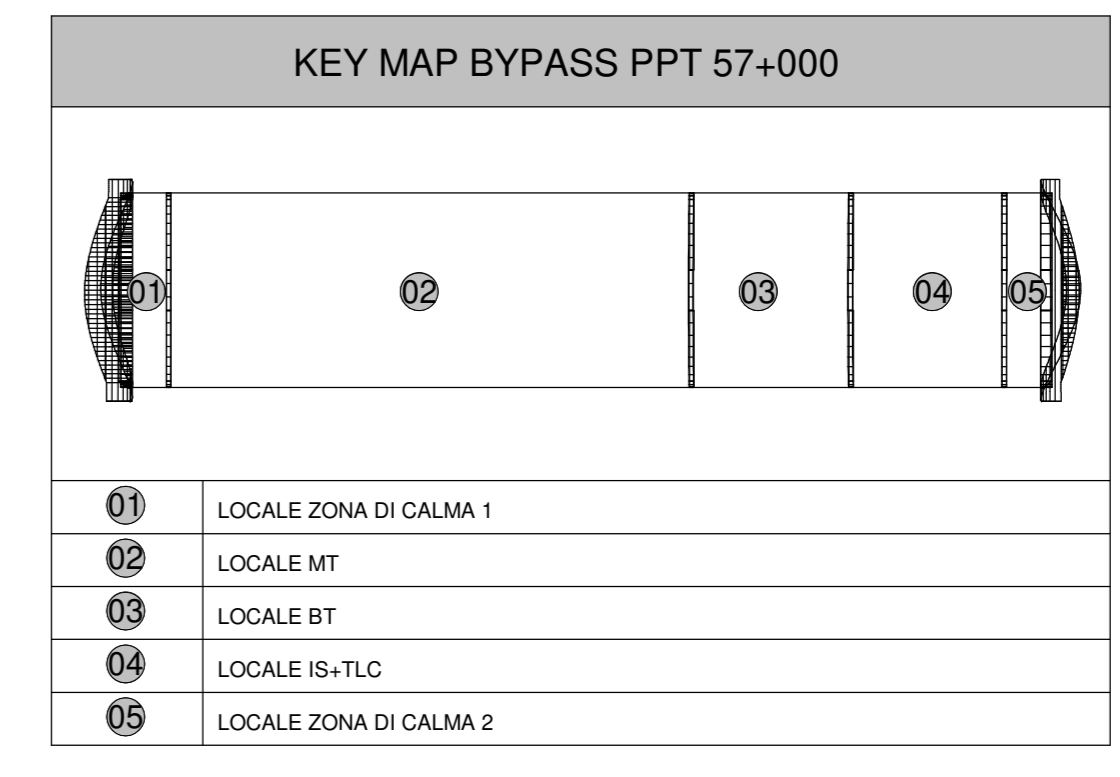 KEY MAP BYPASS PPT 57+000
01 02 03 04 05
01 LOCALE ZONA DI CALMA 1
02 LOCALE MT
03 LOCALE BT
04 LOCALE IS+TLC
05 LOCALE ZONA DI CALMA 2